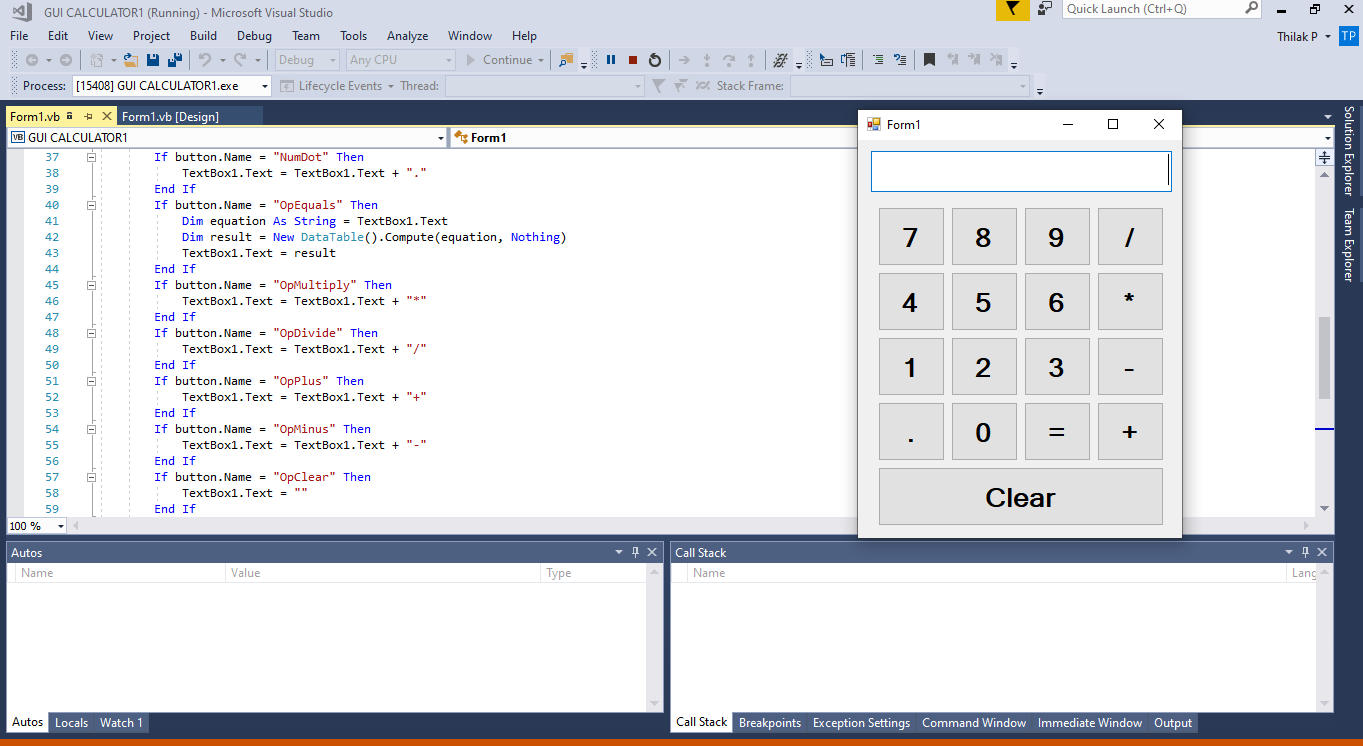 GUI CALCULATOR1 (Running) - Microsoft Visual Studio
Quick Launch (Ctrl+Q)
File Edit View Project Build Debug Team Tools Analyze Window Help
Thilak P TP
Debug Any CPU Continue
Process: [15408] GUI CALCULATOR1.exe Lifecycle Events Thread: Stack Frame:
Form1.vb Form1.vb [Design]
VB GUI CALCULATOR1 Form1
37 If button.Name = "NumDot" Then
38 TextBox1.Text = TextBox1.Text + "."
39 End If
40 If button.Name = "OpEquals" Then
41 Dim equation As String = TextBox1.Text
42 Dim result = New DataTable().Compute(equation, Nothing)
43 TextBox1.Text = result
44 End If
45 If button.Name = "OpMultiply" Then
46 TextBox1.Text = TextBox1.Text + "*"
47 End If
48 If button.Name = "OpDivide" Then
49 TextBox1.Text = TextBox1.Text + "/"
50 End If
51 If button.Name = "OpPlus" Then
52 TextBox1.Text = TextBox1.Text + "+"
53 End If
54 If button.Name = "OpMinus" Then
55 TextBox1.Text = TextBox1.Text + "-"
56 End If
57 If button.Name = "OpClear" Then
58 TextBox1.Text = ""
59 End If
100 %
Form1
7 8 9 /
4 5 6 *
1 2 3 -
. 0 = +
Clear
Solution Explorer
Team Explorer
Autos
Name Value Type
Autos Locals Watch 1
Call Stack
Name Lang
Call Stack Breakpoints Exception Settings Command Window Immediate Window Output